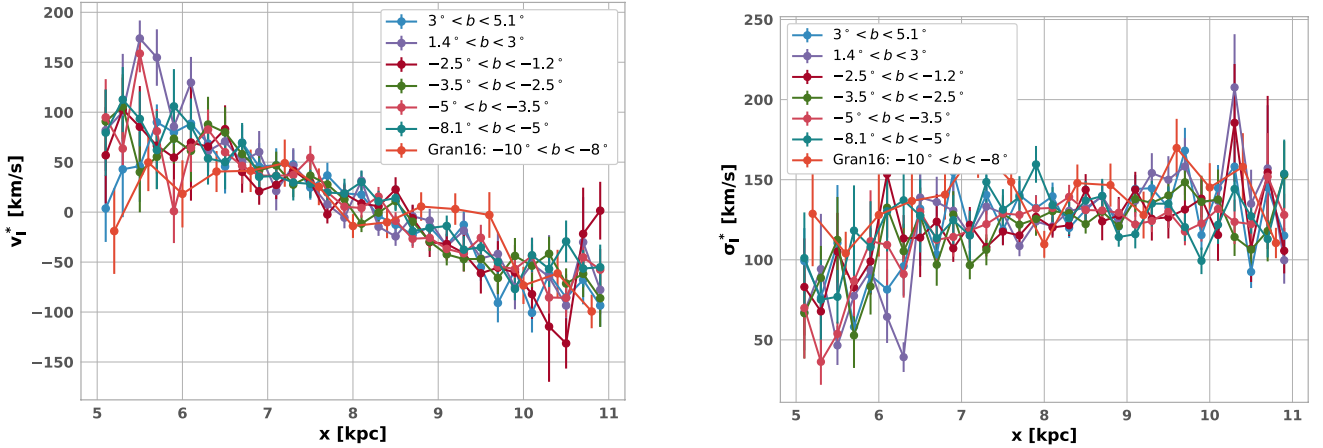 200
150
100
50
0
−50
−100
−150
v_l^* [km/s]
3° < b < 5.1°
1.4° < b < 3°
−2.5° < b < −1.2°
−3.5° < b < −2.5°
−5° < b < −3.5°
−8.1° < b < −5°
Gran16: −10° < b < −8°
5 6 7 8 9 10 11
x [kpc]
250
200
150
100
50
σ_l^* [km/s]
3° < b < 5.1°
1.4° < b < 3°
−2.5° < b < −1.2°
−3.5° < b < −2.5°
−5° < b < −3.5°
−8.1° < b < −5°
Gran16: −10° < b < −8°
5 6 7 8 9 10 11
x [kpc]